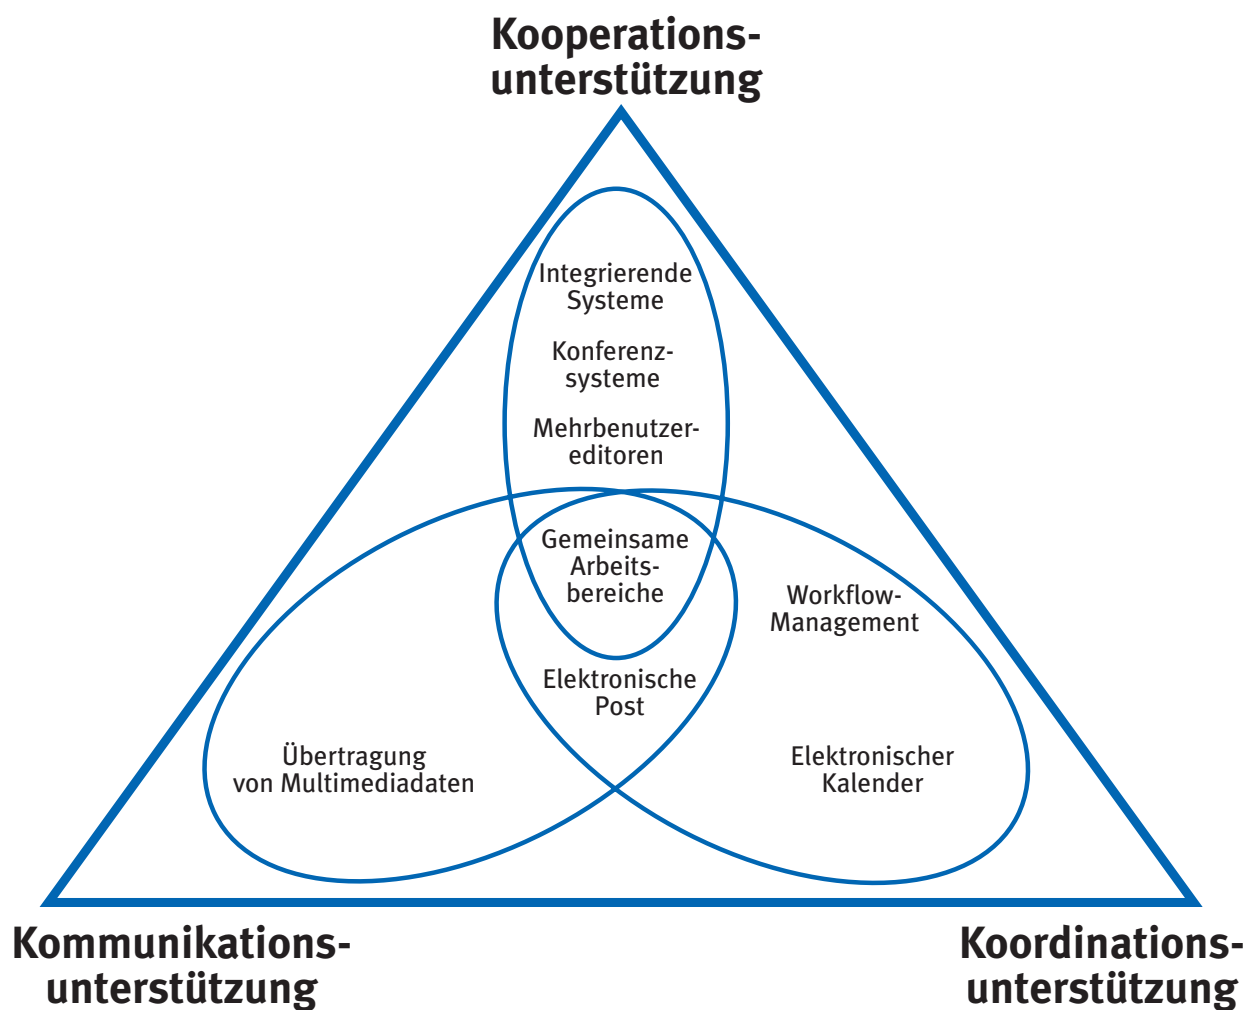 Kooperations-
unterstützung
Integrierende
Systeme
Konferenz-
systeme
Mehrbenutzer-
editoren
Gemeinsame
Arbeits-
bereiche
Workflow-
Management
Elektronische
Post
Übertragung
von Multimediadaten
Elektronischer
Kalender
Kommunikations-
unterstützung
Koordinations-
unterstützung